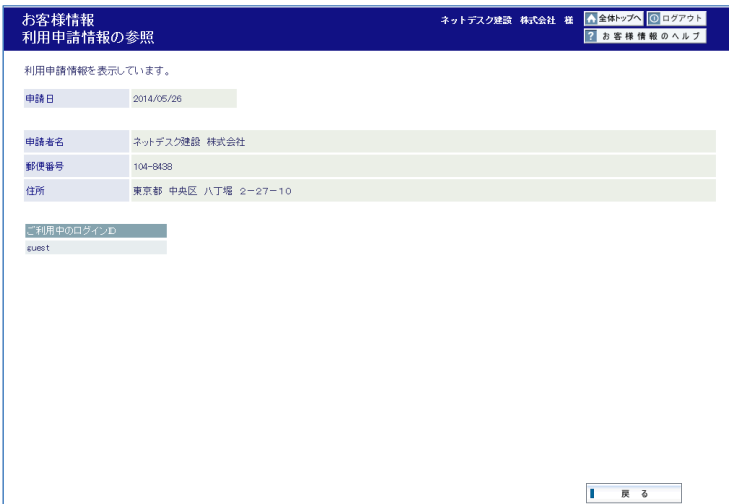 お客様情報
利用申請情報の参照
ネットデスク建設 株式会社 様
全体トップへ
ログアウト
? お客様情報のヘルプ
利用申請情報を表示しています。
申請日 2014/05/26
申請者名 ネットデスク建設 株式会社
郵便番号 104-8438
住所 東京都 中央区 八丁堀 2－27－10
ご利用中のログインID
guest
戻る